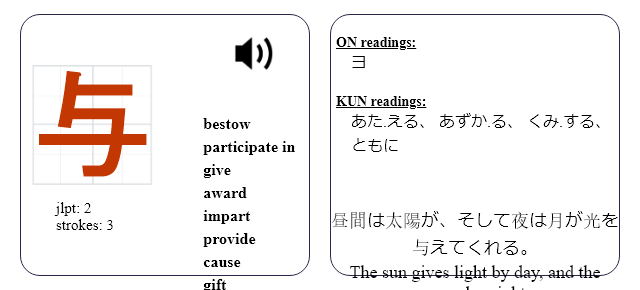 与
jlpt: 2
strokes: 3
bestow
participate in
give
award
impart
provide
cause
gift
ON readings:
ヨ
KUN readings:
あた.える、 あずか.る、 くみ.する、
ともに
昼間は太陽が、そして夜は月が光を
与えてくれる。
The sun gives light by day, and the